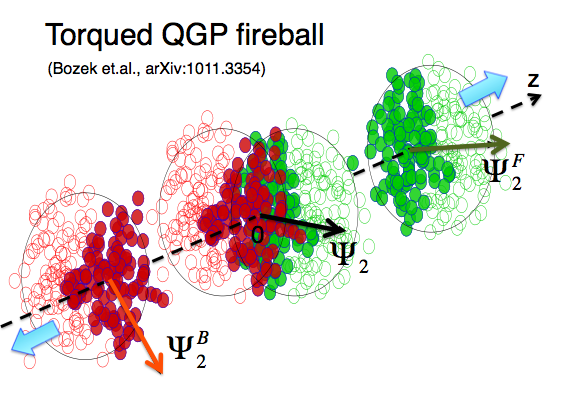 Torqued QGP fireball
(Bozek et.al., arXiv:1011.3354)
z
Ψ₂ᶠ
0
Ψ₂
Ψ₂ᴮ